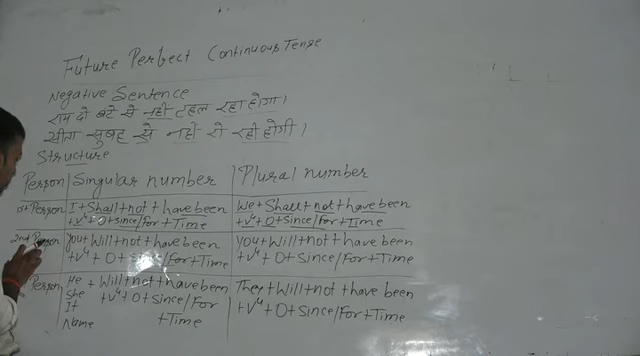 Future Perfect Continuous Tense
Negative Sentence
राम दो बजे से नहीं टहल रहा होगा।
सीता सुबह से नहीं रो रही होगी।
Structure
Person Singular number Plural number
1st Person I + Shall + not + have been We + Shall + not + have been
+ V⁴ + O + since/For + Time + V⁴ + O + Since/For + Time
2nd Person You + Will + not + have been You + Will + not + have been
+ V⁴ + O + Since/For + Time + V⁴ + O + Since/For + Time
Person He + Will + not + have been They + Will + not + have been
She + V⁴ + O + Since/For + V⁴ + O + Since/For + Time
It + Time
Name